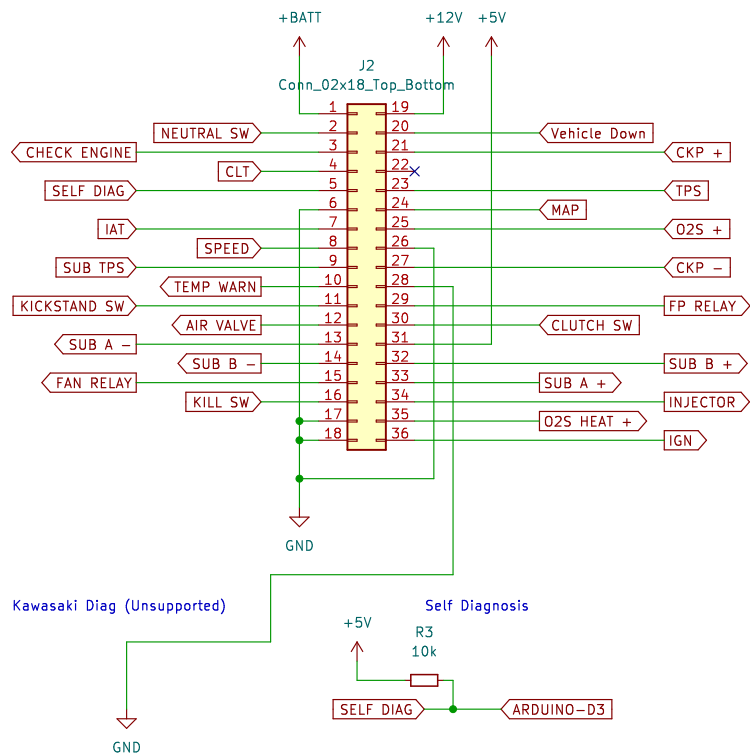 +BATT
+12V
+5V
J2
Conn_02x18_Top_Bottom
1 19
NEUTRAL SW 2 20 Vehicle Down
CHECK ENGINE 3 21 CKP +
CLT 4 22
SELF DIAG 5 23 TPS
6 24 MAP
IAT 7 25 O2S +
SPEED 8 26
SUB TPS 9 27 CKP -
TEMP WARN 10 28
KICKSTAND SW 11 29 FP RELAY
AIR VALVE 12 30 CLUTCH SW
SUB A - 13 31
SUB B - 14 32 SUB B +
FAN RELAY 15 33 SUB A +
KILL SW 16 34 INJECTOR
17 35 O2S HEAT +
18 36 IGN
GND
Kawasaki Diag (Unsupported)
Self Diagnosis
+5V
R3
10k
SELF DIAG
ARDUINO-D3
GND